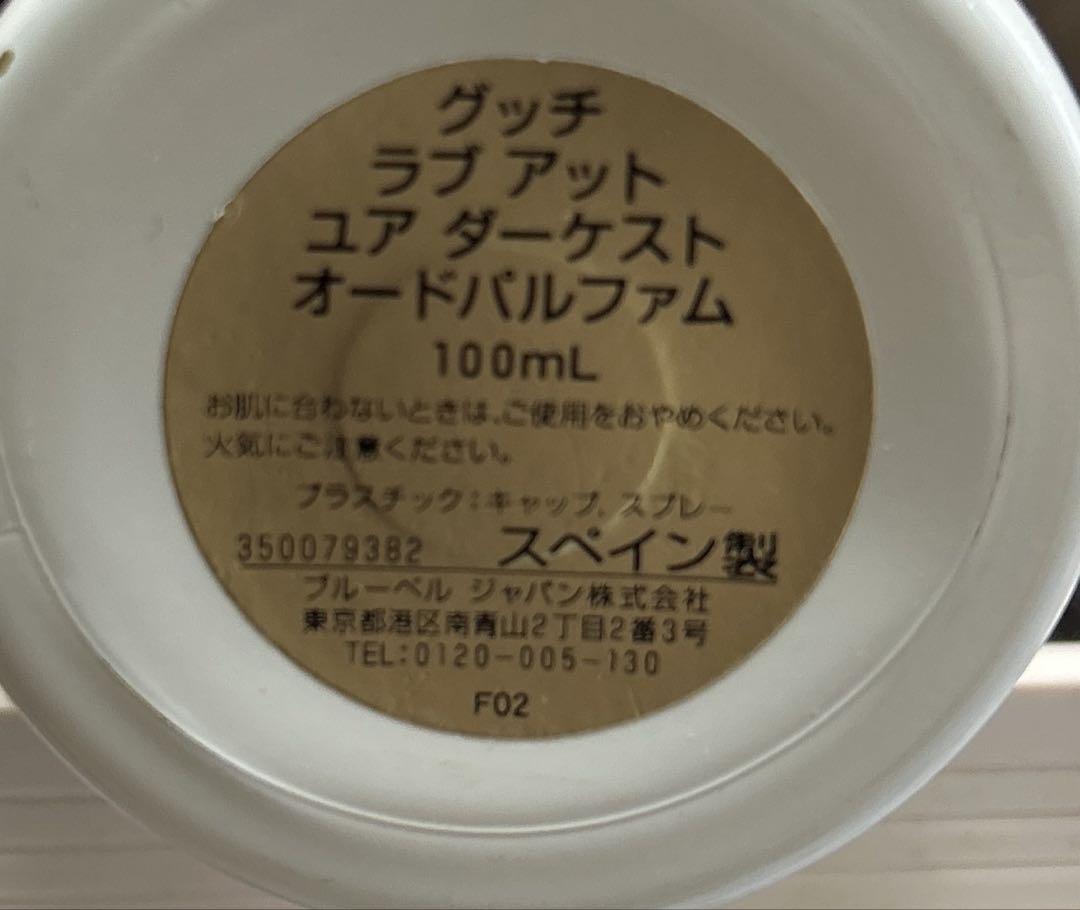 グッチ
ラブ アット
ユア ダーケスト
オードパルファム
100mL
お肌に合わないときは、ご使用をおやめください。
火気にご注意ください。
プラスチック:キャップ、スプレー
350079382 スペイン製
ブルーベル ジャパン株式会社
東京都港区南青山2丁目2番3号
TEL:0120-005-130
F02